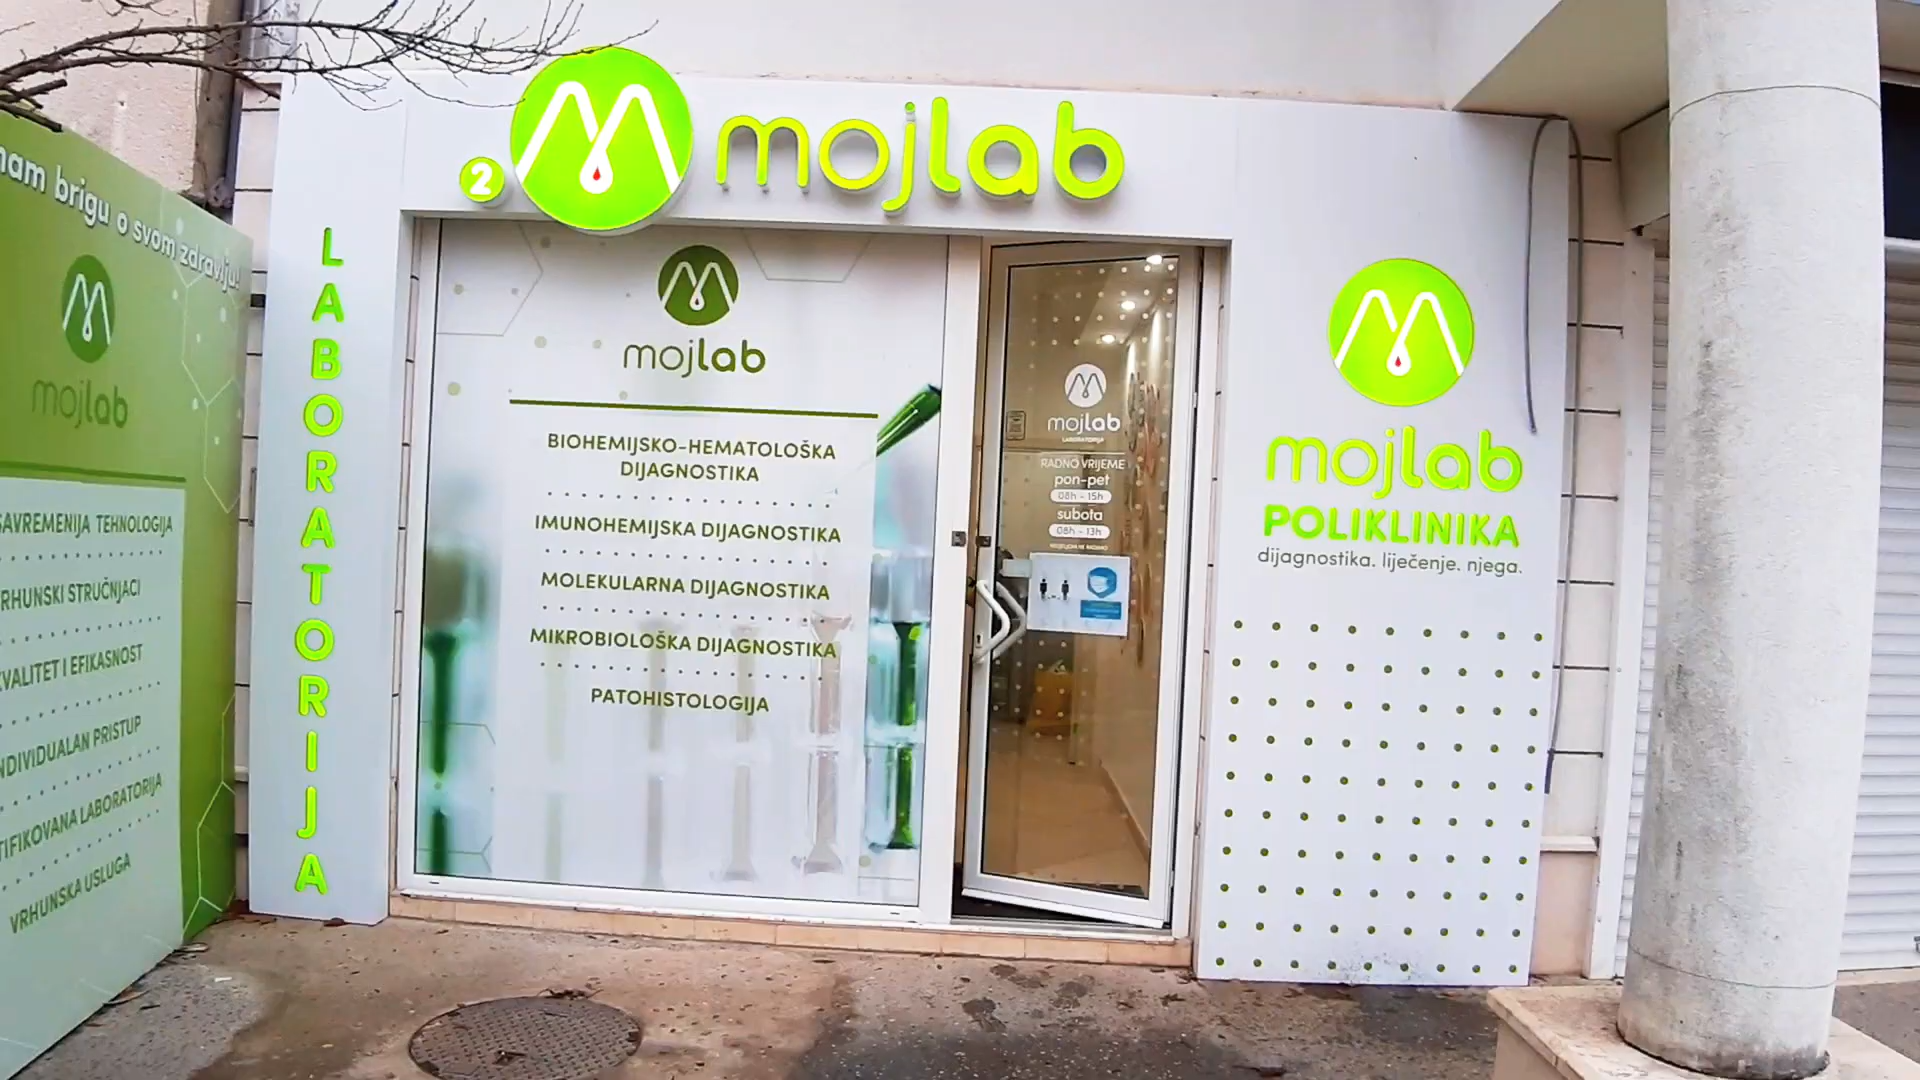 nam brigu o svom zdravlju!
mojlab
SAVREMENIJA TEHNOLOGIJA
VRHUNSKI STRUČNJACI
KVALITET I EFIKASNOST
INDIVIDUALAN PRISTUP
TIFIKOVANA LABORATORIJA
VRHUNSKA USLUGA
LABORATORIJA
2
mojlab
mojlab
BIOHEMIJSKO-HEMATOLOŠKA
DIJAGNOSTIKA
IMUNOHEMIJSKA DIJAGNOSTIKA
MOLEKULARNA DIJAGNOSTIKA
MIKROBIOLOŠKA DIJAGNOSTIKA
PATOHISTOLOGIJA
mojlab
LABORATORIJA
RADNO VRIJEME
pon-pet
08h - 15h
subota
08h - 13h
mojlab
POLIKLINIKA
dijagnostika. liječenje. njega.